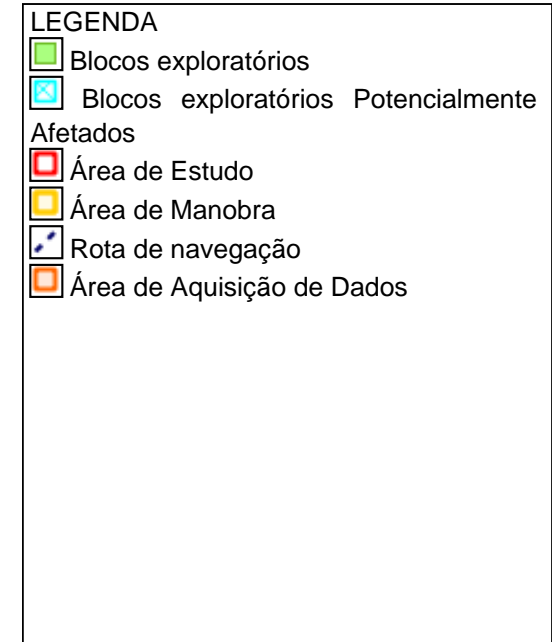 LEGENDA
Blocos exploratórios
Blocos exploratórios Potencialmente
Afetados
Área de Estudo
Área de Manobra
Rota de navegação
Área de Aquisição de Dados